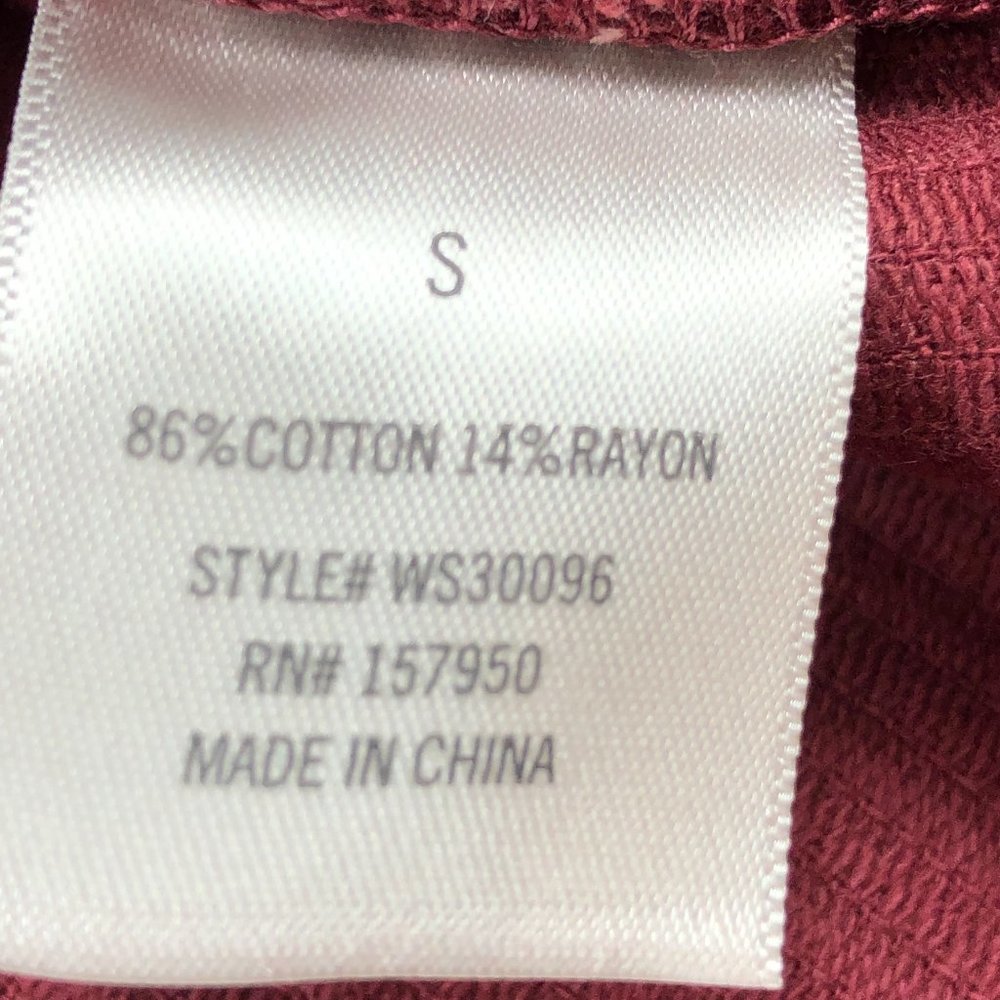 S
86%COTTON 14%RAYON
STYLE# WS30096
RN# 157950
MADE IN CHINA